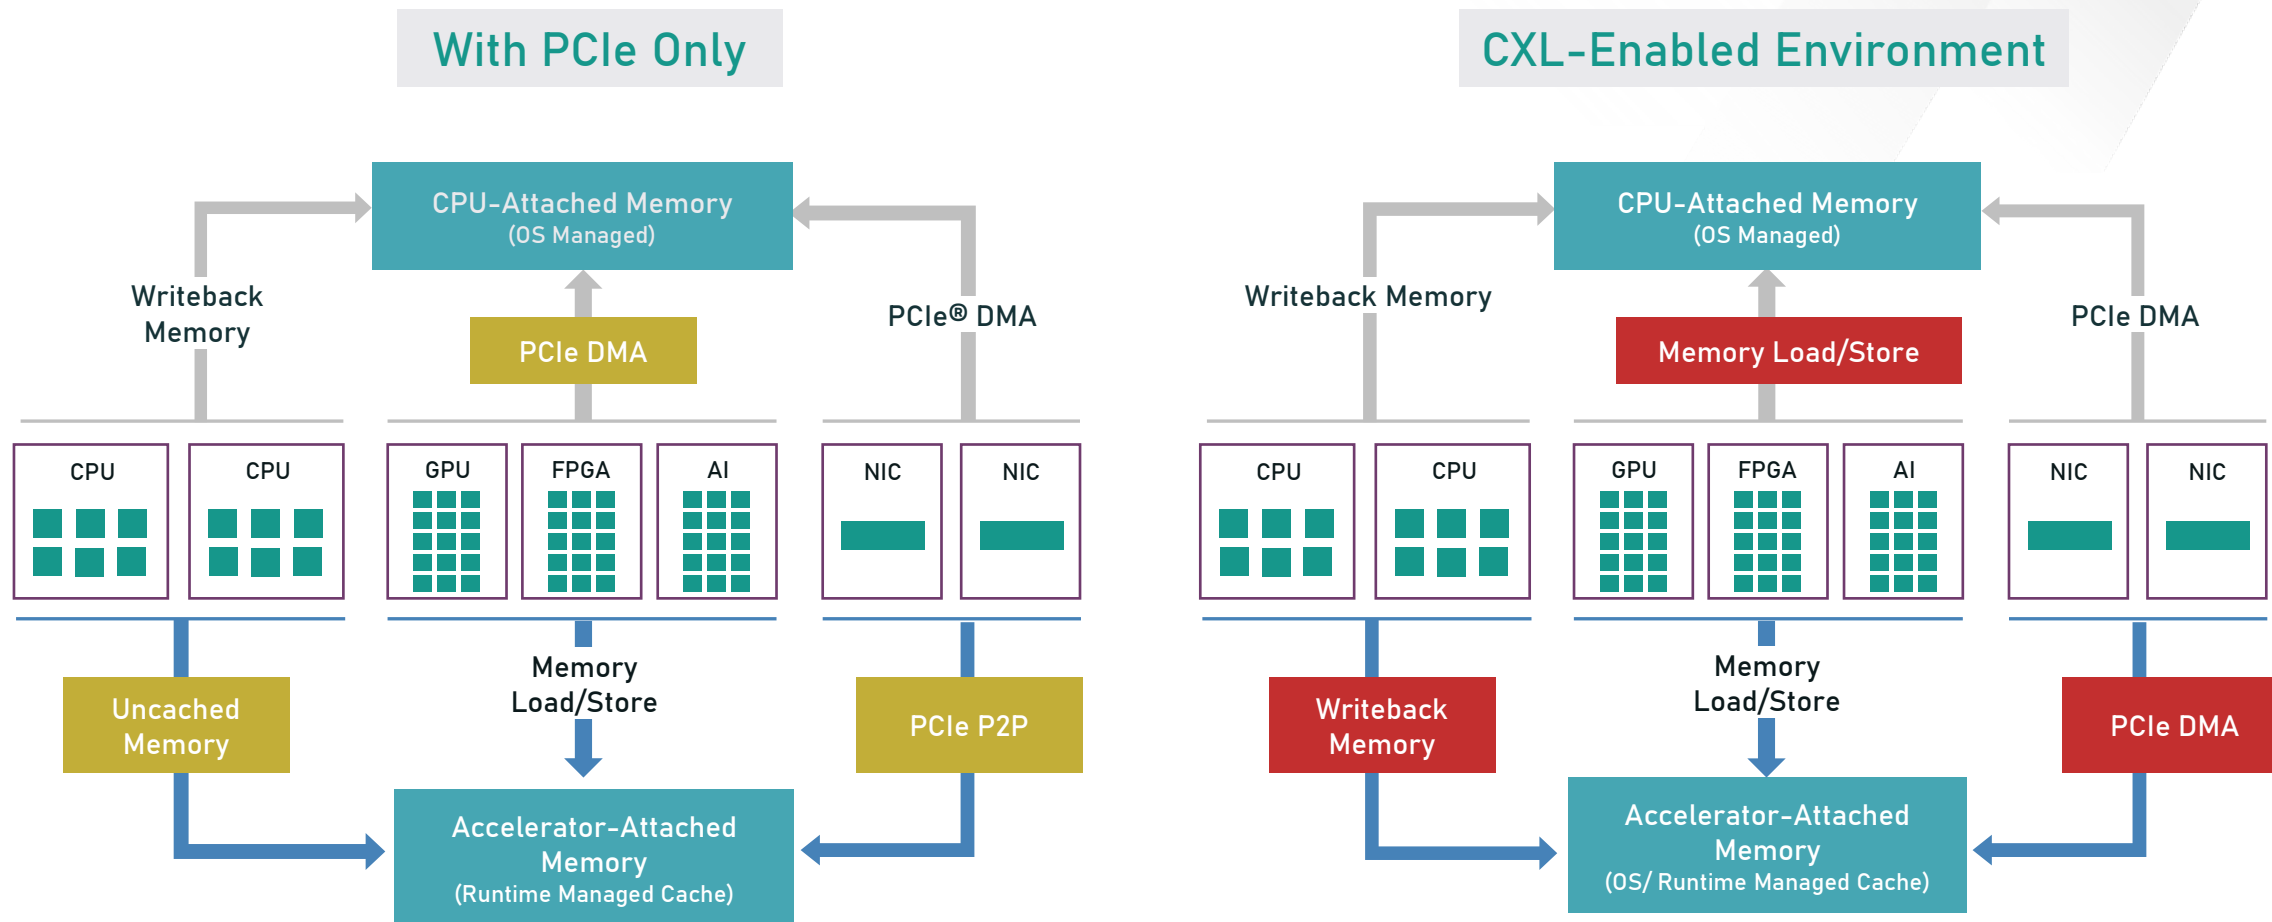 With PCIe Only
CPU-Attached Memory
(OS Managed)
Writeback
Memory
PCIe® DMA
PCIe DMA
CPU
CPU
GPU
FPGA
AI
NIC
NIC
Memory
Load/Store
Uncached
Memory
PCIe P2P
Accelerator-Attached
Memory
(Runtime Managed Cache)
CXL-Enabled Environment
CPU-Attached Memory
(OS Managed)
Writeback Memory
PCIe DMA
Memory Load/Store
CPU
CPU
GPU
FPGA
AI
NIC
NIC
Memory
Load/Store
Writeback
Memory
PCIe DMA
Accelerator-Attached
Memory
(OS/ Runtime Managed Cache)